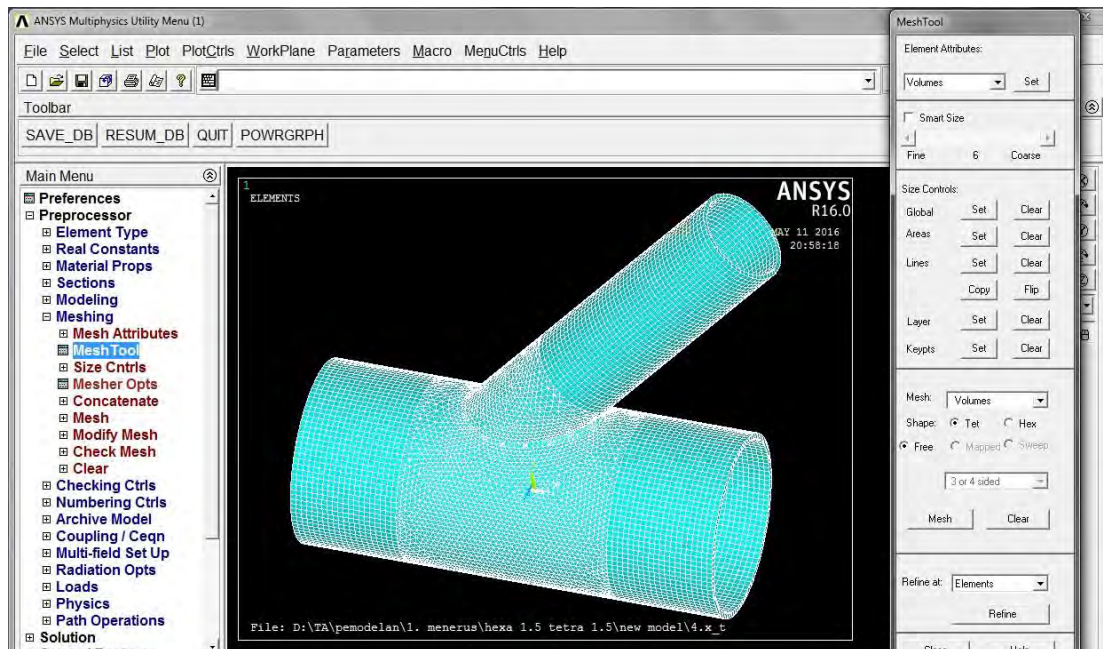 ANSYS Multiphysics Utility Menu (1)
File Select List Plot PlotCtrls WorkPlane Parameters Macro MenuCtrls Help
Toolbar
SAVE_DB RESUM_DB QUIT POWRGRPH
Main Menu
Preferences
Preprocessor
Element Type
Real Constants
Material Props
Sections
Modeling
Meshing
Mesh Attributes
MeshTool
Size Cntrls
Mesher Opts
Concatenate
Mesh
Modify Mesh
Check Mesh
Clear
Checking Ctrls
Numbering Ctrls
Archive Model
Coupling / Ceqn
Multi-field Set Up
Radiation Opts
Loads
Physics
Path Operations
Solution
1
ELEMENTS
ANSYS
R16.0
MAY 11 2016
20:58:18
File: D:\TA\pemodelan\1. menerus\hexa 1.5 tetra 1.5\new model\4.x_t
MeshTool
Element Attributes:
Volumes Set
Smart Size
Fine 6 Coarse
Size Controls:
Global Set Clear
Areas Set Clear
Lines Set Clear
Copy Flip
Layer Set Clear
Keypts Set Clear
Mesh: Volumes
Shape: Tet Hex
Free Mapped Sweep
3 or 4 sided
Mesh Clear
Refine at: Elements
Refine